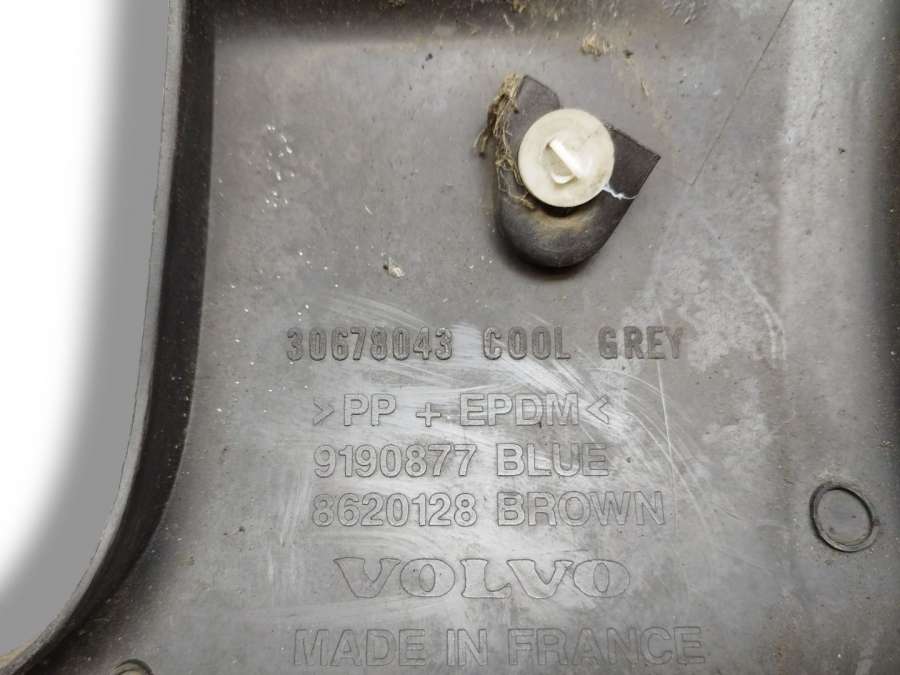 30678043 COOL GREY
>PP + EPDM<
9190877 BLUE
8620128 BROWN
VOLVO
MADE IN FRANCE